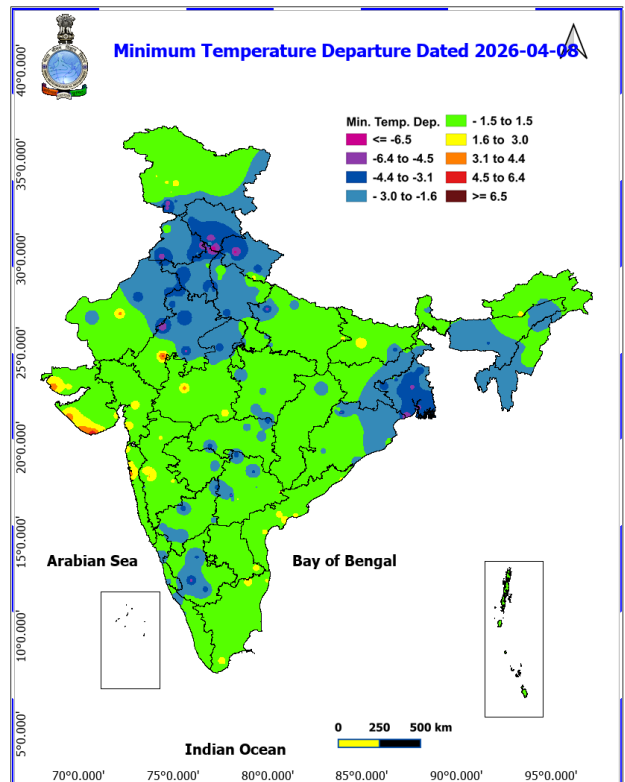 Minimum Temperature Departure Dated 2026-04-08
Min. Temp. Dep.
<= -6.5
-6.4 to -4.5
-4.4 to -3.1
- 3.0 to -1.6
- 1.5 to 1.5
1.6 to 3.0
3.1 to 4.4
4.5 to 6.4
>= 6.5
40°0.000'
35°0.000'
30°0.000'
25°0.000'
20°0.000'
15°0.000'
10°0.000'
5°0.000'
Arabian Sea
Bay of Bengal
0 250 500 km
Indian Ocean
70°0.000' 75°0.000' 80°0.000' 85°0.000' 90°0.000' 95°0.000'